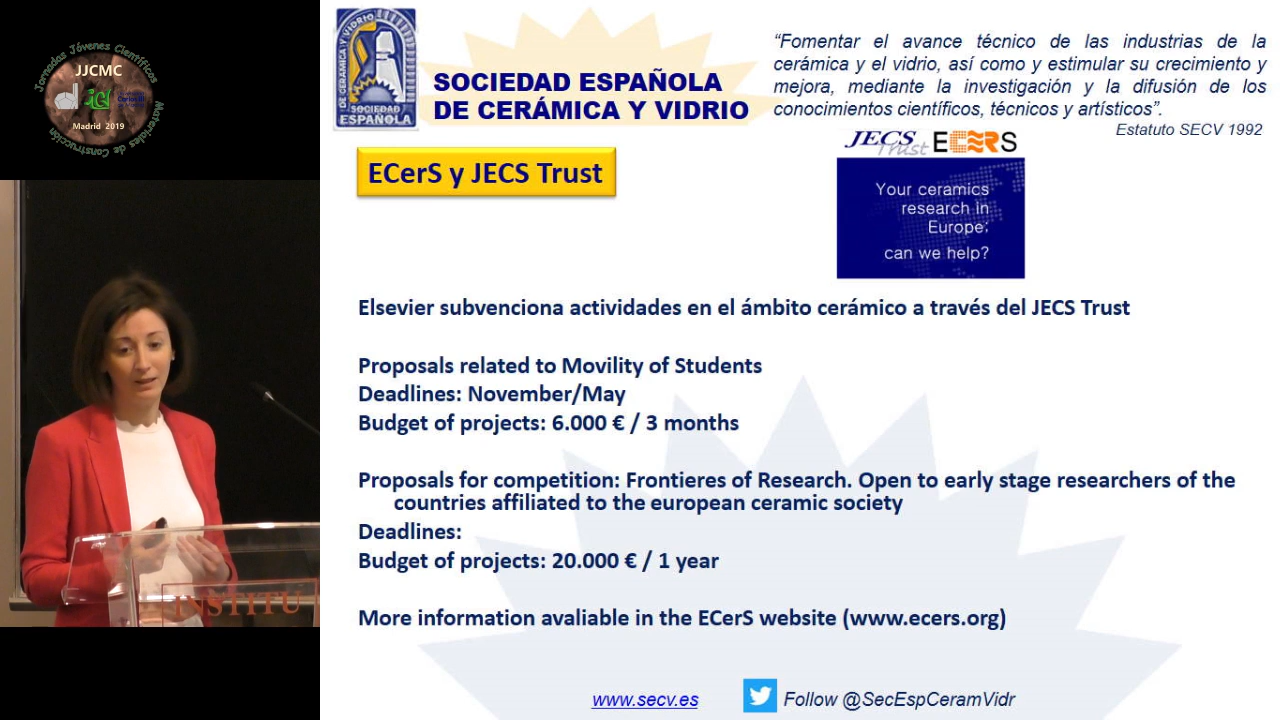 Jornadas Jóvenes Científicos
JJCMC
Madrid 2019
Materiales de Construcción
INSTITU
DE CERÁMICA Y VIDRIO
SOCIEDAD
ESPAÑOLA
SOCIEDAD ESPAÑOLA
DE CERÁMICA Y VIDRIO
“Fomentar el avance técnico de las industrias de la
cerámica y el vidrio, así como y estimular su crecimiento y
mejora, mediante la investigación y la difusión de los
conocimientos científicos, técnicos y artísticos”.
Estatuto SECV 1992
JECS Trust ECERS
ECerS y JECS Trust
Your ceramics
research in
Europe:
can we help?
Elsevier subvenciona actividades en el ámbito cerámico a través del JECS Trust
Proposals related to Movility of Students
Deadlines: November/May
Budget of projects: 6.000 € / 3 months
Proposals for competition: Frontieres of Research. Open to early stage researchers of the
countries affiliated to the european ceramic society
Deadlines:
Budget of projects: 20.000 € / 1 year
More information avaliable in the ECerS website (www.ecers.org)
www.secv.es
Follow @SecEspCeramVidr